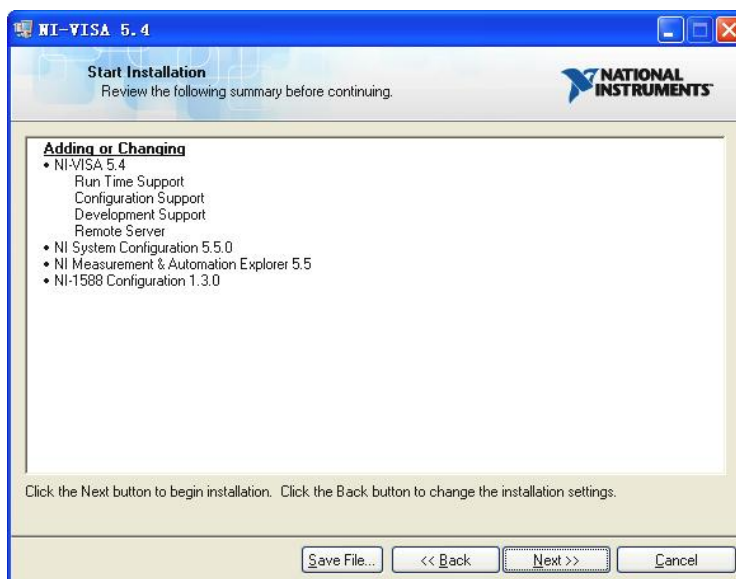 NI-VISA 5.4
Start Installation
Review the following summary before continuing.
NATIONAL
INSTRUMENTS™
Adding or Changing
• NI-VISA 5.4
Run Time Support
Configuration Support
Development Support
Remote Server
• NI System Configuration 5.5.0
• NI Measurement & Automation Explorer 5.5
• NI-1588 Configuration 1.3.0
Click the Next button to begin installation. Click the Back button to change the installation settings.
Save File... << Back Next >> Cancel